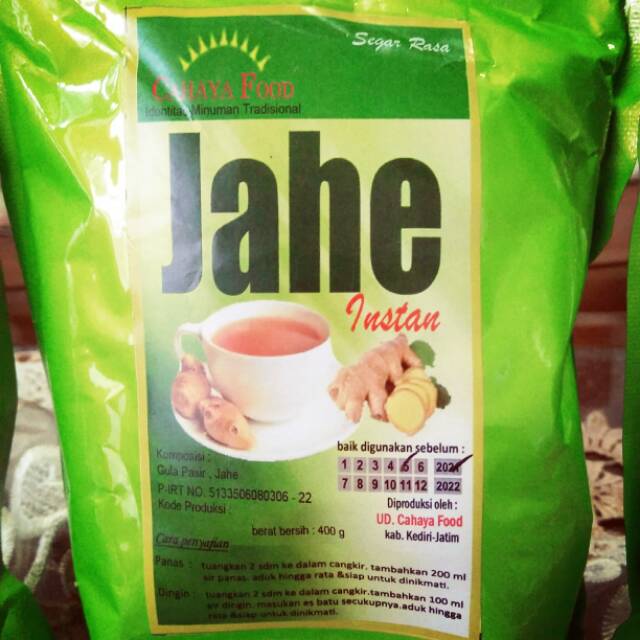 Segar Rasa
CAHAYA FOOD
Identitas Minuman Tradisional
Jahe
Instan
Komposisi :
Gula Pasir , Jahe
P-IRT NO. 5133506080306 - 22
Kode Produksi
berat bersih : 400 g
baik digunakan sebelum :
1 2 3 4 5 6 2021
7 8 9 10 11 12 2022
Diproduksi oleh :
UD. Cahaya Food
kab. Kediri-Jatim
Cara penyajian
Panas : tuangkan 2 sdm ke dalam cangkir. tambahkan 200 ml
air panas. aduk hingga rata &siap untuk dinikmati.
Dingin : tuangkan 2 sdm ke dalam cangkir.tambahkan 100 ml
air dingin. masukan es batu secukupnya.aduk hingga
rata &siap untuk dinikmati.